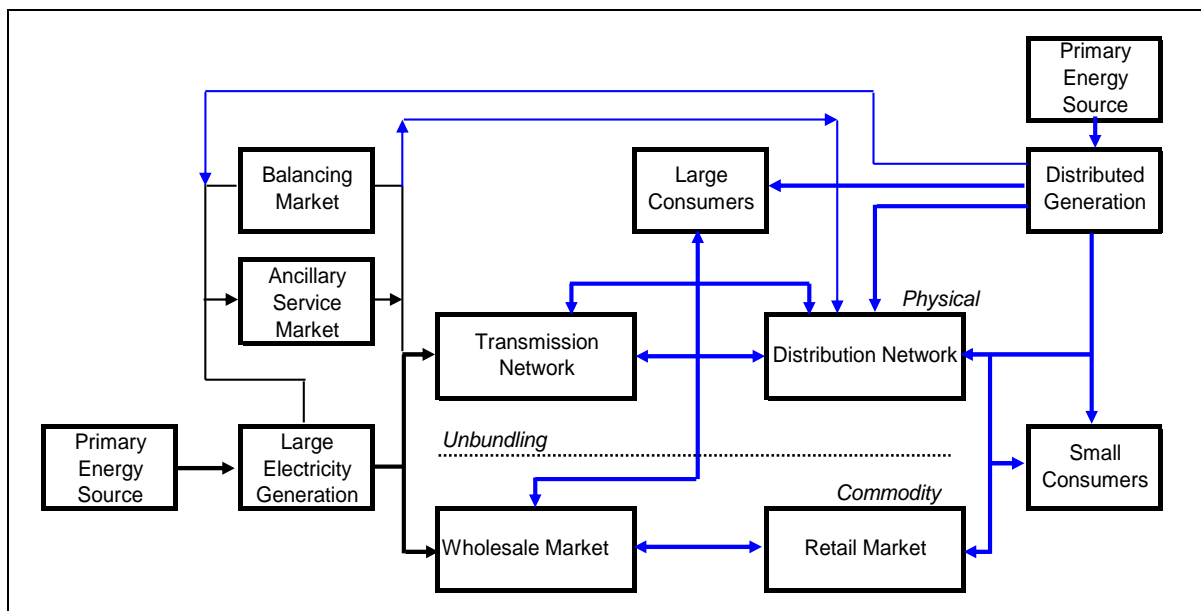 Primary
Energy
Source
Balancing
Market
Large
Consumers
Distributed
Generation
Ancillary
Service
Market
Physical
Transmission
Network
Distribution Network
Primary
Energy
Source
Large
Electricity
Generation
Unbundling
Small
Consumers
Commodity
Wholesale Market
Retail Market